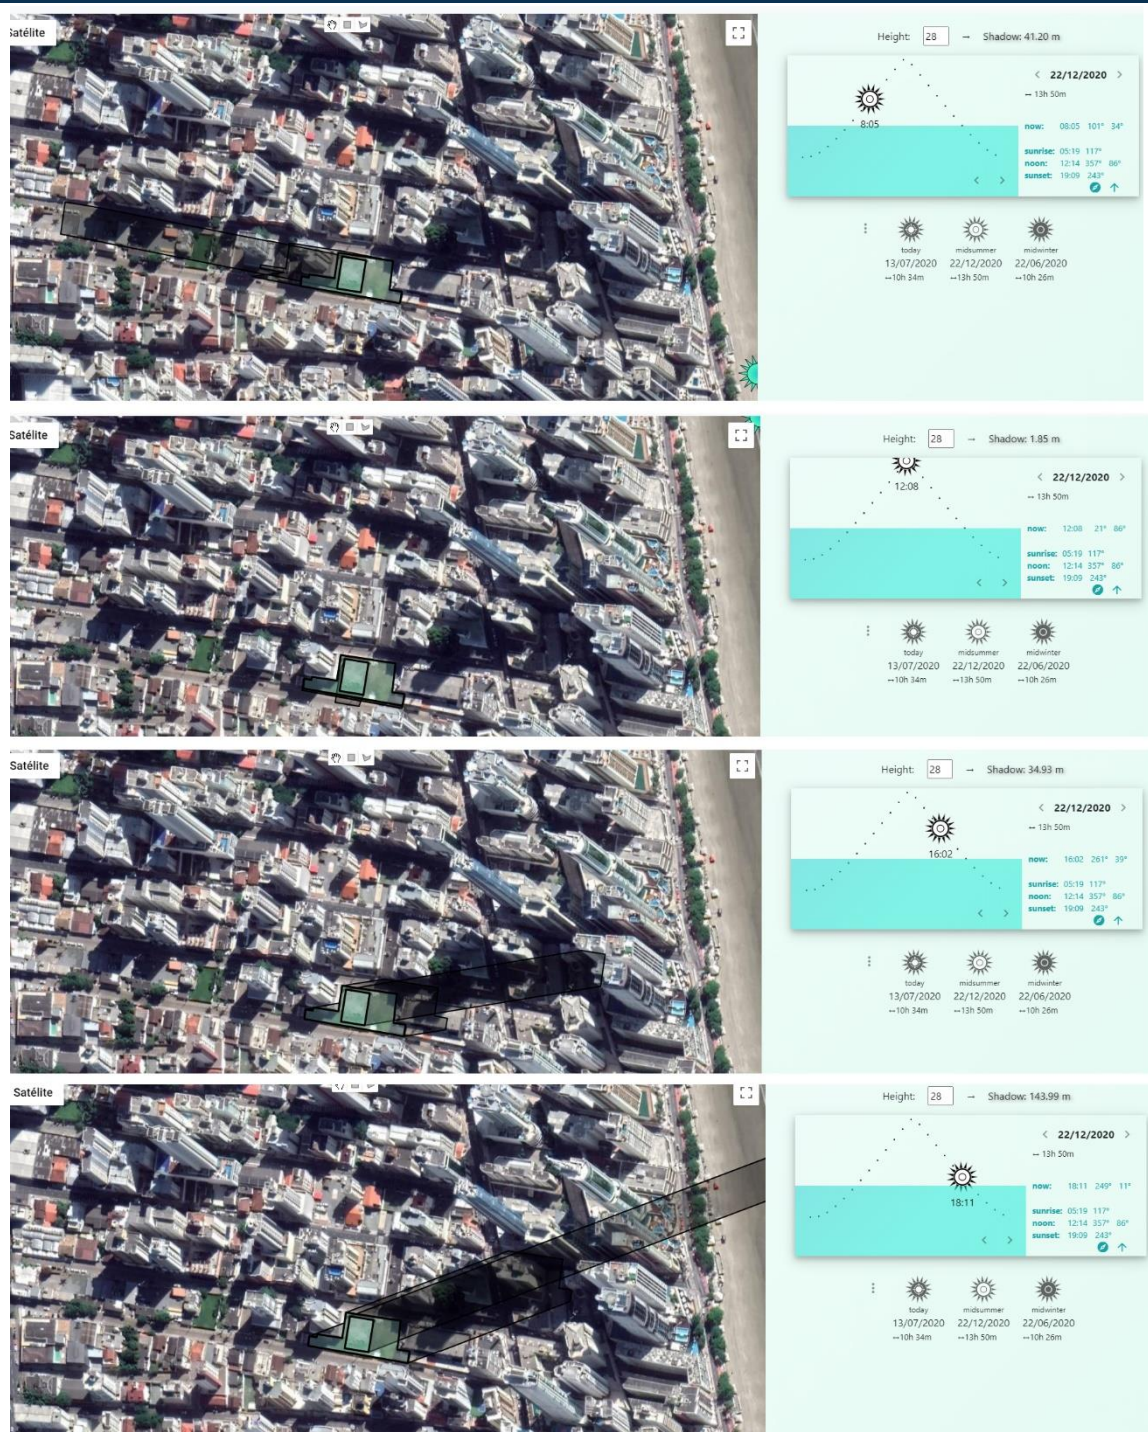 Satélite
Height: 28 → Shadow: 41.20 m
< 22/12/2020 >
↔ 13h 50m
8:05
now: 08:05 101° 34°
sunrise: 05:19 117°
noon: 12:14 357° 86°
sunset: 19:09 243°
< >
today midsummer midwinter
13/07/2020 22/12/2020 22/06/2020
↔10h 34m ↔13h 50m ↔10h 26m
Satélite
Height: 28 → Shadow: 1.85 m
< 22/12/2020 >
12:08
↔ 13h 50m
now: 12:08 21° 86°
sunrise: 05:19 117°
noon: 12:14 357° 86°
sunset: 19:09 243°
< >
today midsummer midwinter
13/07/2020 22/12/2020 22/06/2020
↔10h 34m ↔13h 50m ↔10h 26m
Satélite
Height: 28 → Shadow: 34.93 m
< 22/12/2020 >
↔ 13h 50m
16:02
now: 16:02 261° 39°
sunrise: 05:19 117°
noon: 12:14 357° 86°
sunset: 19:09 243°
< >
today midsummer midwinter
13/07/2020 22/12/2020 22/06/2020
↔10h 34m ↔13h 50m ↔10h 26m
Satélite
Height: 28 → Shadow: 143.99 m
< 22/12/2020 >
↔ 13h 50m
now: 18:11 249° 11°
18:11
sunrise: 05:19 117°
noon: 12:14 357° 86°
sunset: 19:09 243°
< >
today midsummer midwinter
13/07/2020 22/12/2020 22/06/2020
↔10h 34m ↔13h 50m ↔10h 26m